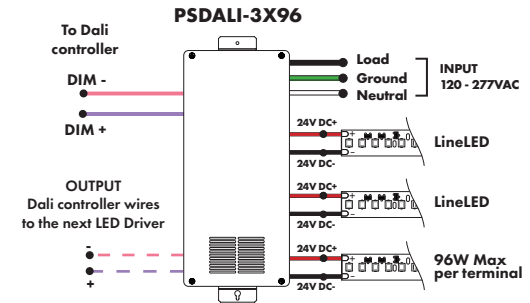 PSDALI-3X96
To Dali
controller
DIM -
DIM +
OUTPUT
Dali controller wires
to the next LED Driver
-
+
Load
Ground
Neutral
INPUT
120 - 277VAC
24V DC+
+
-
24V DC-
LineLED
24V DC+
+
-
24V DC-
LineLED
24V DC+
+
-
24V DC-
96W Max
per terminal